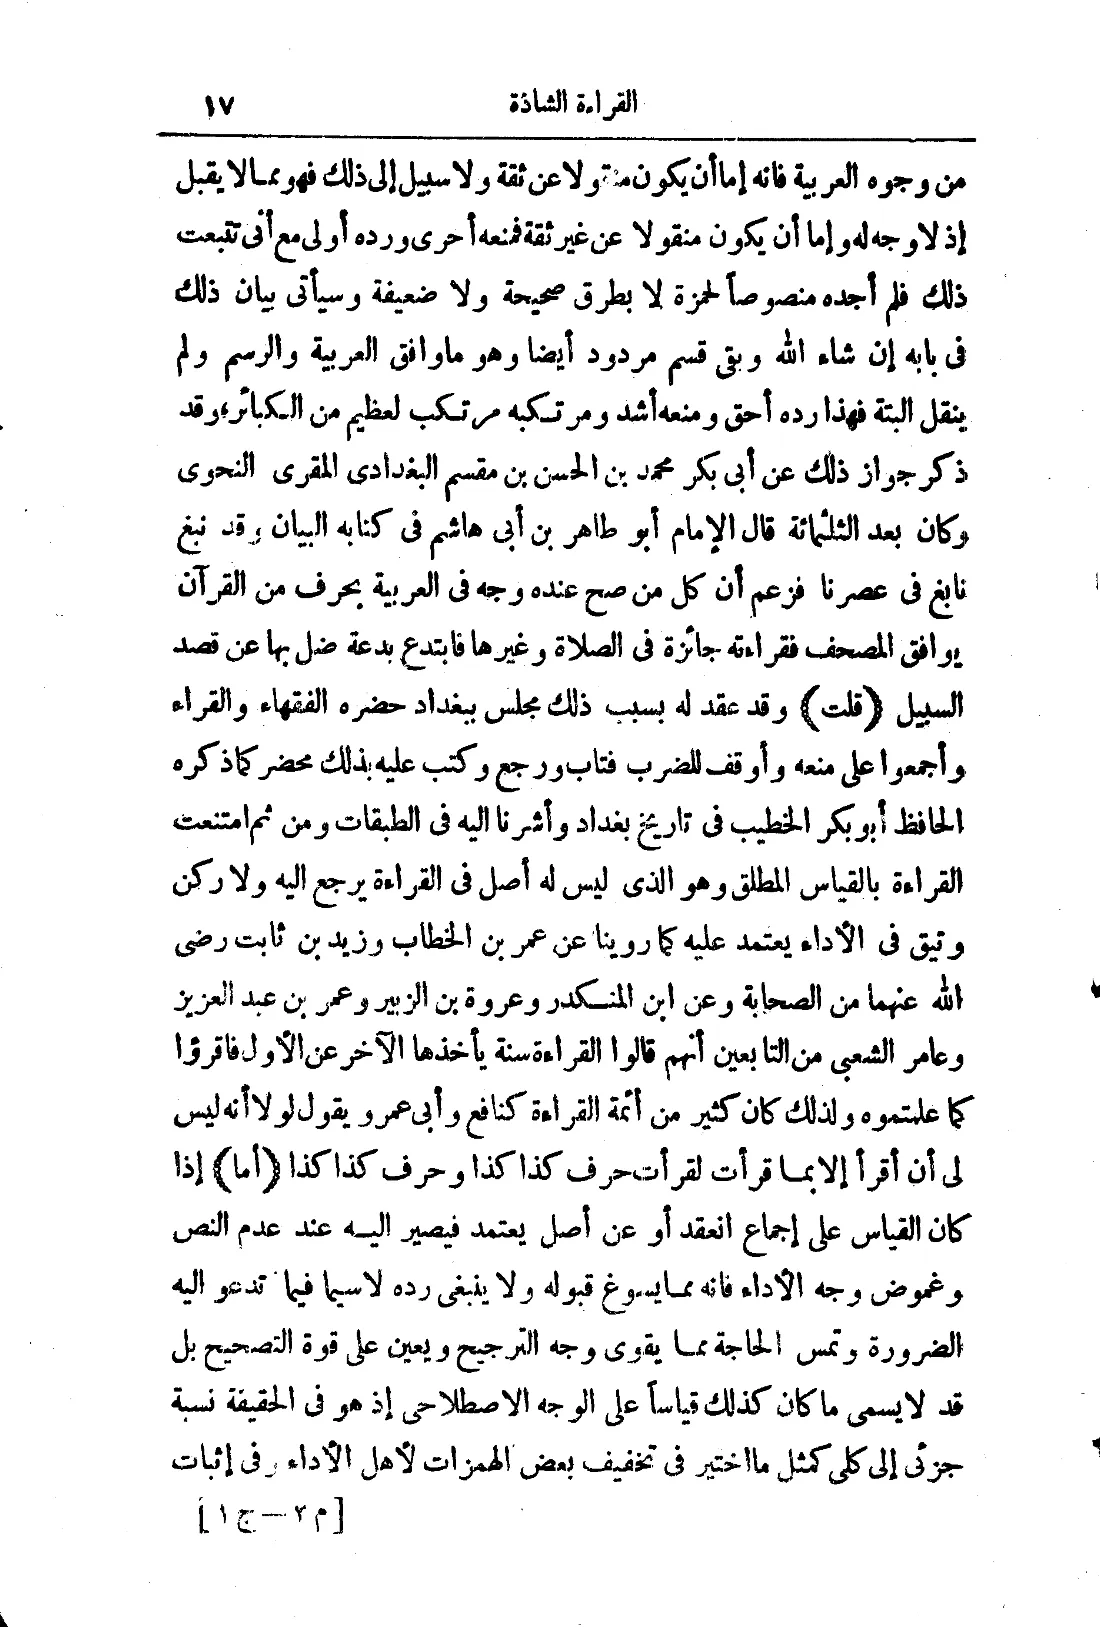 القراءة الشاذة ١٧
من وجوه العربية فانه إما أن يكون منقولا عن ثقة ولا سبيل إلى ذلك فهو مما لا يقبل
إذ لا وجه له وإما أن يكون منقولا عن غير ثقة فمنعه أحرى ورده أولى مع أنى تتبعت
ذلك فلم أجده منصوصاً لحمزة لا بطرق صحيحة ولا ضعيفة وسيأتى بيان ذلك
فى بابه إن شاء الله وبقى قسم مردود أيضا وهو ماوافق العربية والرسم ولم
ينقل البتة فهذا رده أحق ومنعه أشد ومرتكبه مرتكب لعظيم من الكبائر، وقد
ذكر جواز ذلك عن أبى بكر محمد بن الحسن بن مقسم البغدادى المقرى النحوى
وكان بعد الثلثمائة قال الإمام أبو طاهر بن أبى هاشم فى كتابه البيان وقد نبغ
نابغ فى عصرنا فزعم أن كل من صح عنده وجه فى العربية بحرف من القرآن
يوافق المصحف فقراءته جائزة فى الصلاة وغيرها فابتدع بدعة ضل بها عن قصد
السبيل (قلت) وقد عقد له بسبب ذلك مجلس ببغداد حضره الفقهاء والقراء
وأجمعوا على منعه وأوقف للضرب فتاب ورجع وكتب عليه بذلك محضر كما ذكره
الحافظ أبو بكر الخطيب فى تاريخ بغداد وأشرنا اليه فى الطبقات ومن ثم امتنعت
القراءة بالقياس المطلق وهو الذى ليس له أصل فى القراءة يرجع اليه ولا ركن
وثيق فى الأداء يعتمد عليه كما روينا عن عمر بن الخطاب وزيد بن ثابت رضى
الله عنهما من الصحابة وعن ابن المنكدر وعروة بن الزبير وعمر بن عبد العزيز
وعامر الشعبى من التابعين أنهم قالوا القراءة سنة يأخذها الآخر عن الأول فاقرؤا
كما علمتموه ولذلك كان كثير من أئمة القراءة كنافع وأبى عمرو يقول لولا أنه ليس
لى أن أقرأ إلا بما قرأت لقرأت حرف كذا كذا وحرف كذا كذا (أما) إذا
كان القياس على إجماع انعقد أو عن أصل يعتمد فيصير اليه عند عدم النص
وغموض وجه الأداء فانه مما يسوغ قبوله ولا ينبغى رده لا سيما فيما تدعو اليه
الضرورة وتمس الحاجة مما يقوى وجه الترجيح ويعين على قوة التصحيح بل
قد لا يسمى ما كان كذلك قياساً على الوجه الاصطلاحى إذ هو فى الحقيقة نسبة
جزئى إلى كلى كمثل ما اختير فى تخفيف بعض الهمزات لأهل الأداء وفى إثبات
[م ٢ – ج ١]